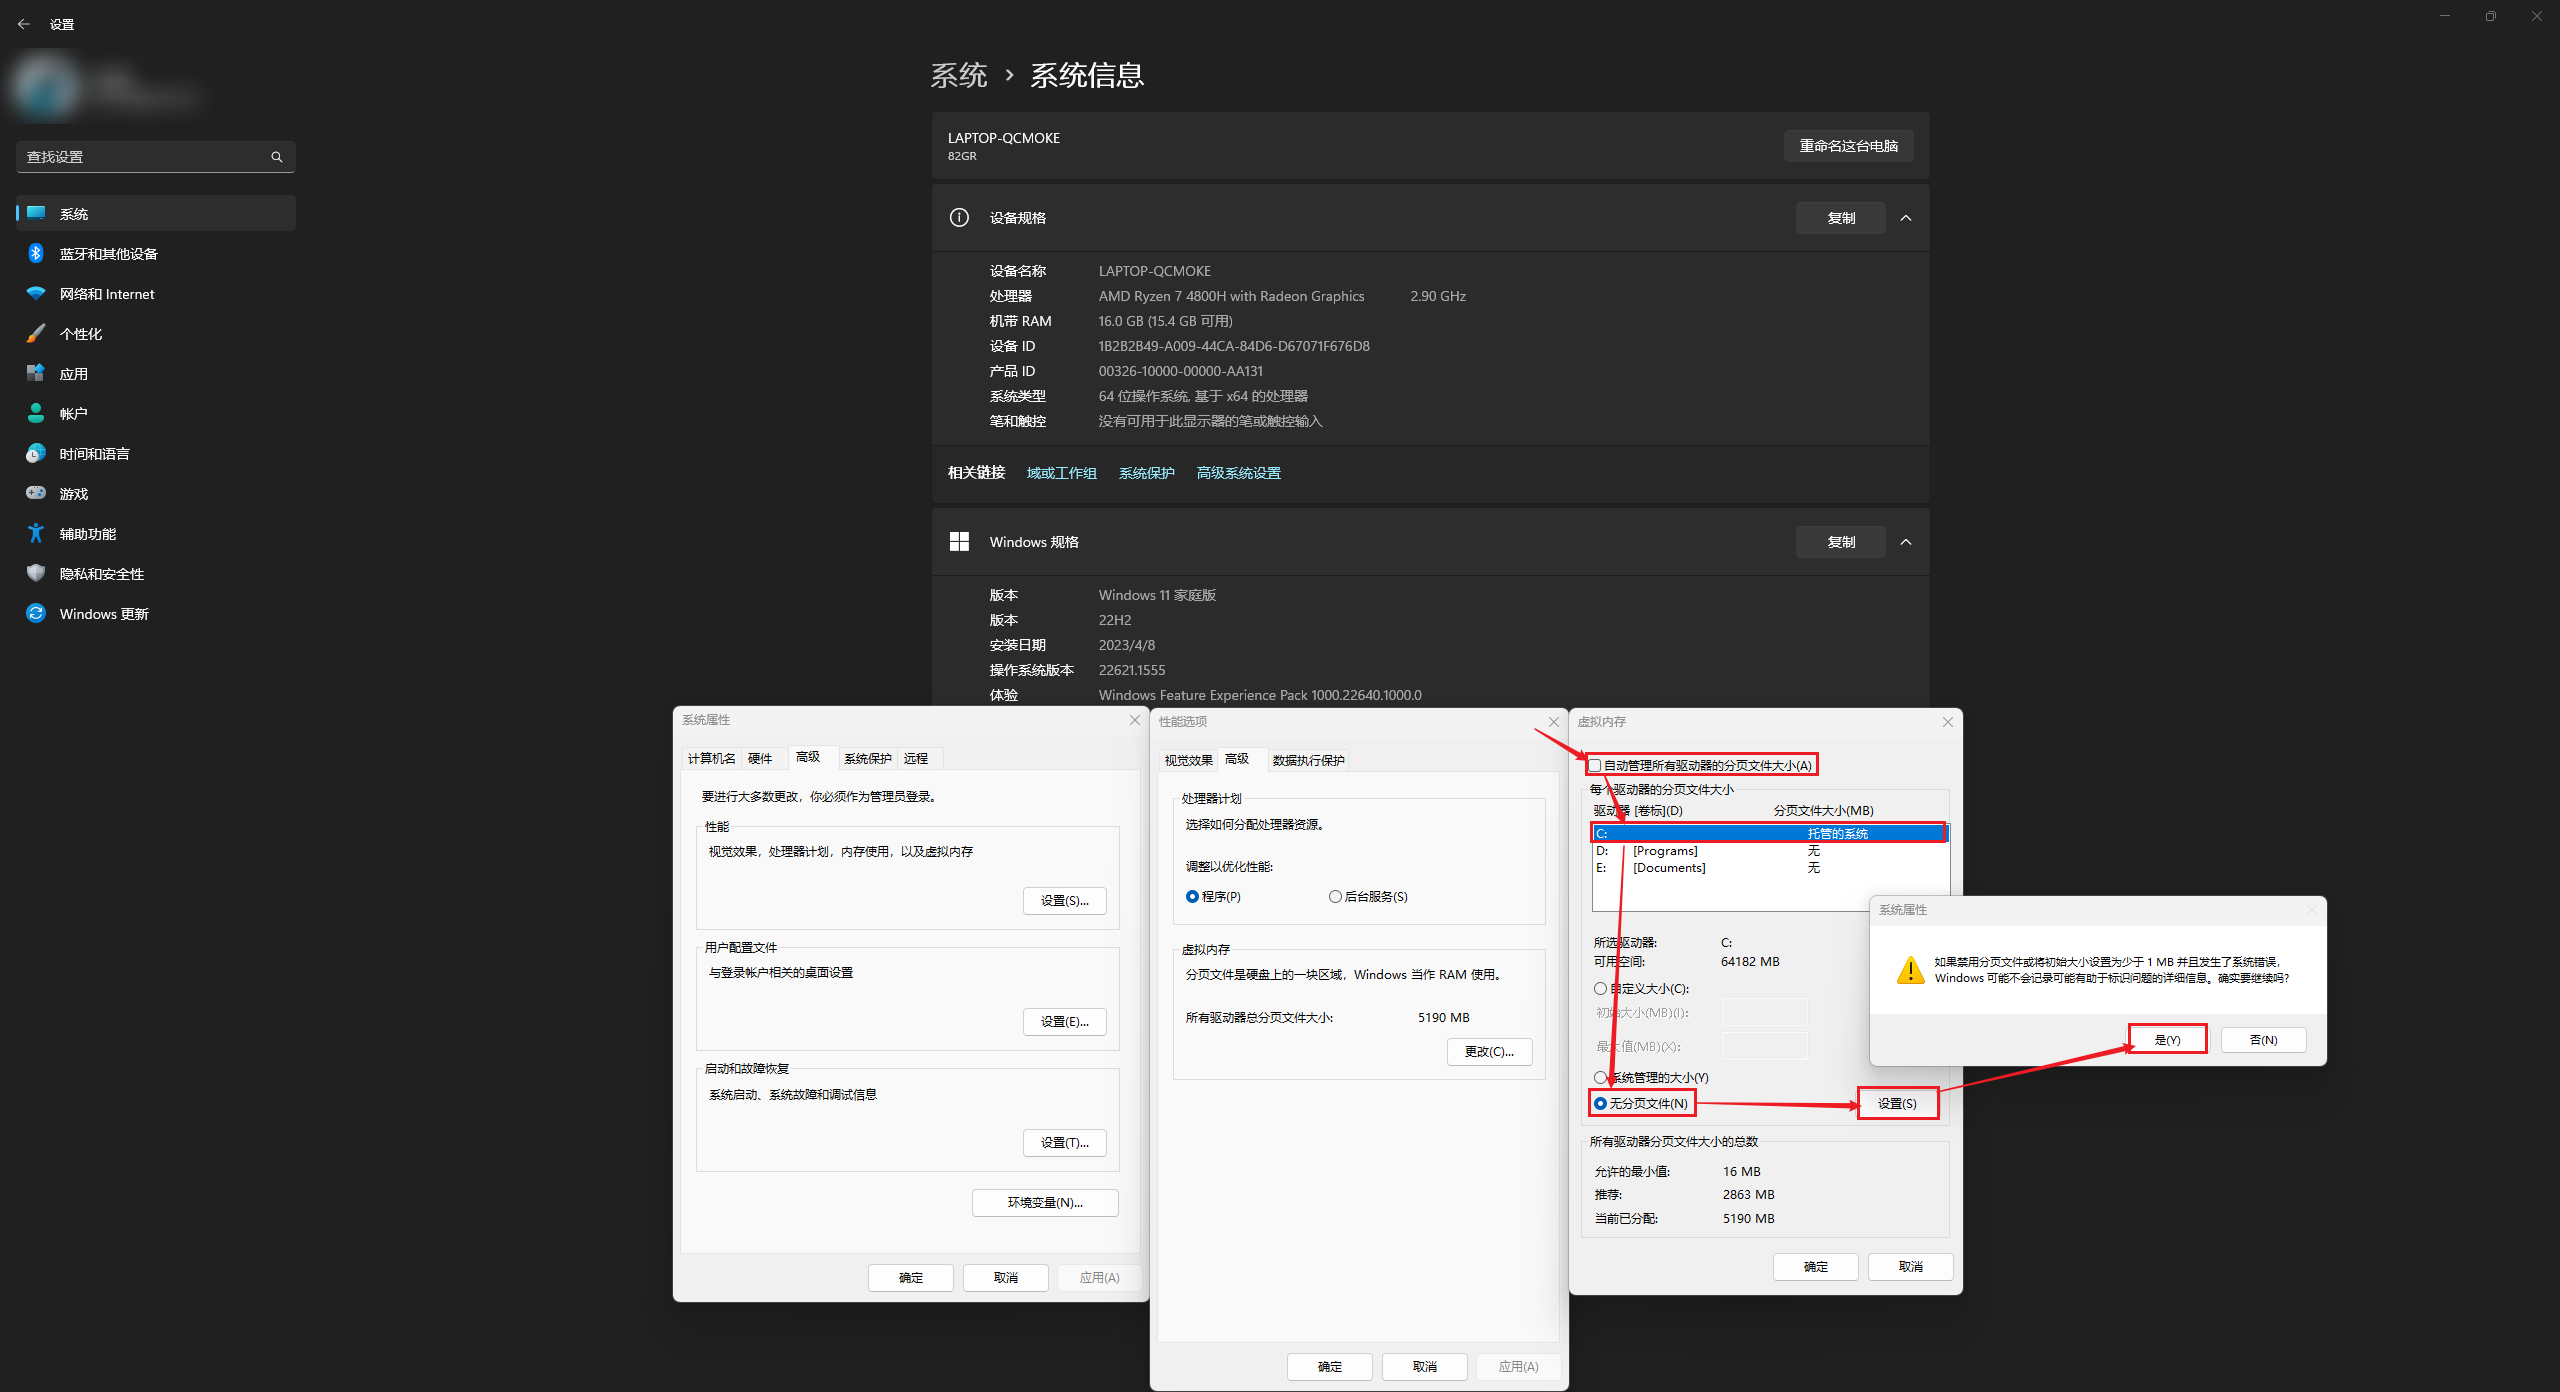 设置
查找设置
系统
蓝牙和其他设备
网络和 Internet
个性化
应用
帐户
时间和语言
游戏
辅助功能
隐私和安全性
Windows 更新
系统 › 系统信息
LAPTOP-QCMOKE
82GR
重命名这台电脑
设备规格
复制
设备名称 LAPTOP-QCMOKE
处理器 AMD Ryzen 7 4800H with Radeon Graphics 2.90 GHz
机带 RAM 16.0 GB (15.4 GB 可用)
设备 ID 1B2B2B49-A009-44CA-84D6-D67071F676D8
产品 ID 00326-10000-00000-AA131
系统类型 64 位操作系统, 基于 x64 的处理器
笔和触控 没有可用于此显示器的笔或触控输入
相关链接 域或工作组 系统保护 高级系统设置
Windows 规格
复制
版本 Windows 11 家庭版
版本 22H2
安装日期 2023/4/8
操作系统版本 22621.1555
体验 Windows Feature Experience Pack 1000.22640.1000.0
系统属性
计算机名 硬件 高级 系统保护 远程
要进行大多数更改，你必须作为管理员登录。
性能
视觉效果，处理器计划，内存使用，以及虚拟内存
设置(S)...
用户配置文件
与登录帐户相关的桌面设置
设置(E)...
启动和故障恢复
系统启动、系统故障和调试信息
设置(T)...
环境变量(N)...
确定 取消 应用(A)
性能选项
视觉效果 高级 数据执行保护
处理器计划
选择如何分配处理器资源。
调整以优化性能:
程序(P) 后台服务(S)
虚拟内存
分页文件是硬盘上的一块区域，Windows 当作 RAM 使用。
所有驱动器总分页文件大小: 5190 MB
更改(C)...
确定 取消 应用(A)
虚拟内存
自动管理所有驱动器的分页文件大小(A)
每个驱动器的分页文件大小
驱动器 [卷标](D) 分页文件大小(MB)
C: 托管的系统
D: [Programs] 无
E: [Documents] 无
所选驱动器: C:
可用空间: 64182 MB
自定义大小(C):
初始大小(MB)(I):
最大值(MB)(X):
系统管理的大小(Y)
无分页文件(N) 设置(S)
所有驱动器分页文件大小的总数
允许的最小值: 16 MB
推荐: 2863 MB
当前已分配: 5190 MB
确定 取消
系统属性
如果禁用分页文件或将初始大小设置为少于 1 MB 并且发生了系统错误，
Windows 可能不会记录可能有助于标识问题的详细信息。确实要继续吗?
是(Y) 否(N)